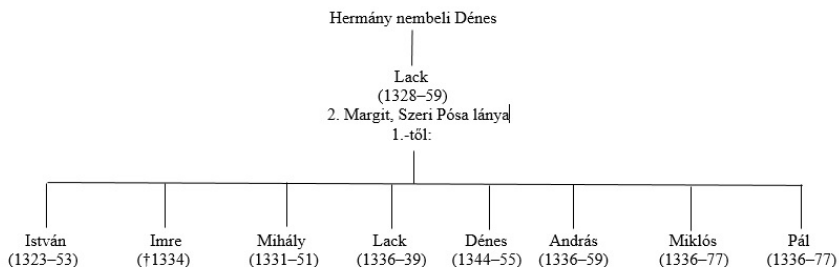 Hermány nembeli Dénes
Lack
(1328–59)
2. Margit, Szeri Pósa lánya
1.-től:
István Imre Mihály Lack Dénes András Miklós Pál
(1323–53) (†1334) (1331–51) (1336–39) (1344–55) (1336–59) (1336–77) (1336–77)